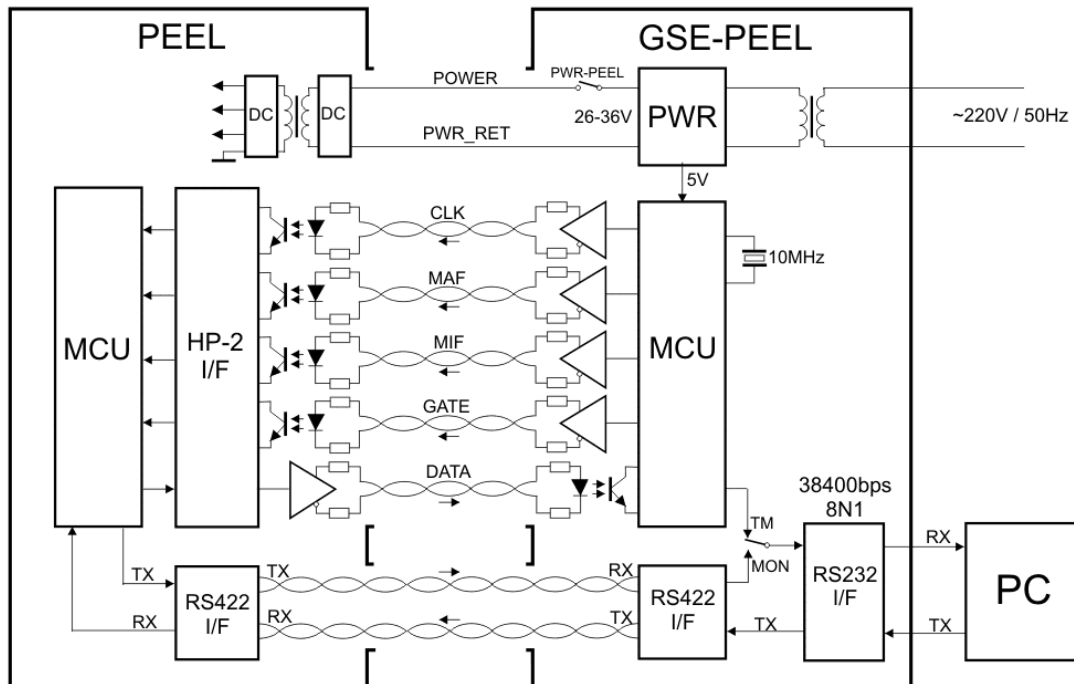 PEEL
GSE-PEEL
POWER
PWR-PEEL
DC
DC
26-36V
PWR
~220V / 50Hz
PWR_RET
5V
CLK
10MHz
MAF
MCU
HP-2
I/F
MIF
MCU
GATE
DATA
38400bps
8N1
TM
RX
MON
TX
TX
RX
RS422
I/F
RS422
I/F
RS232
I/F
PC
RX
RX
TX
TX
TX